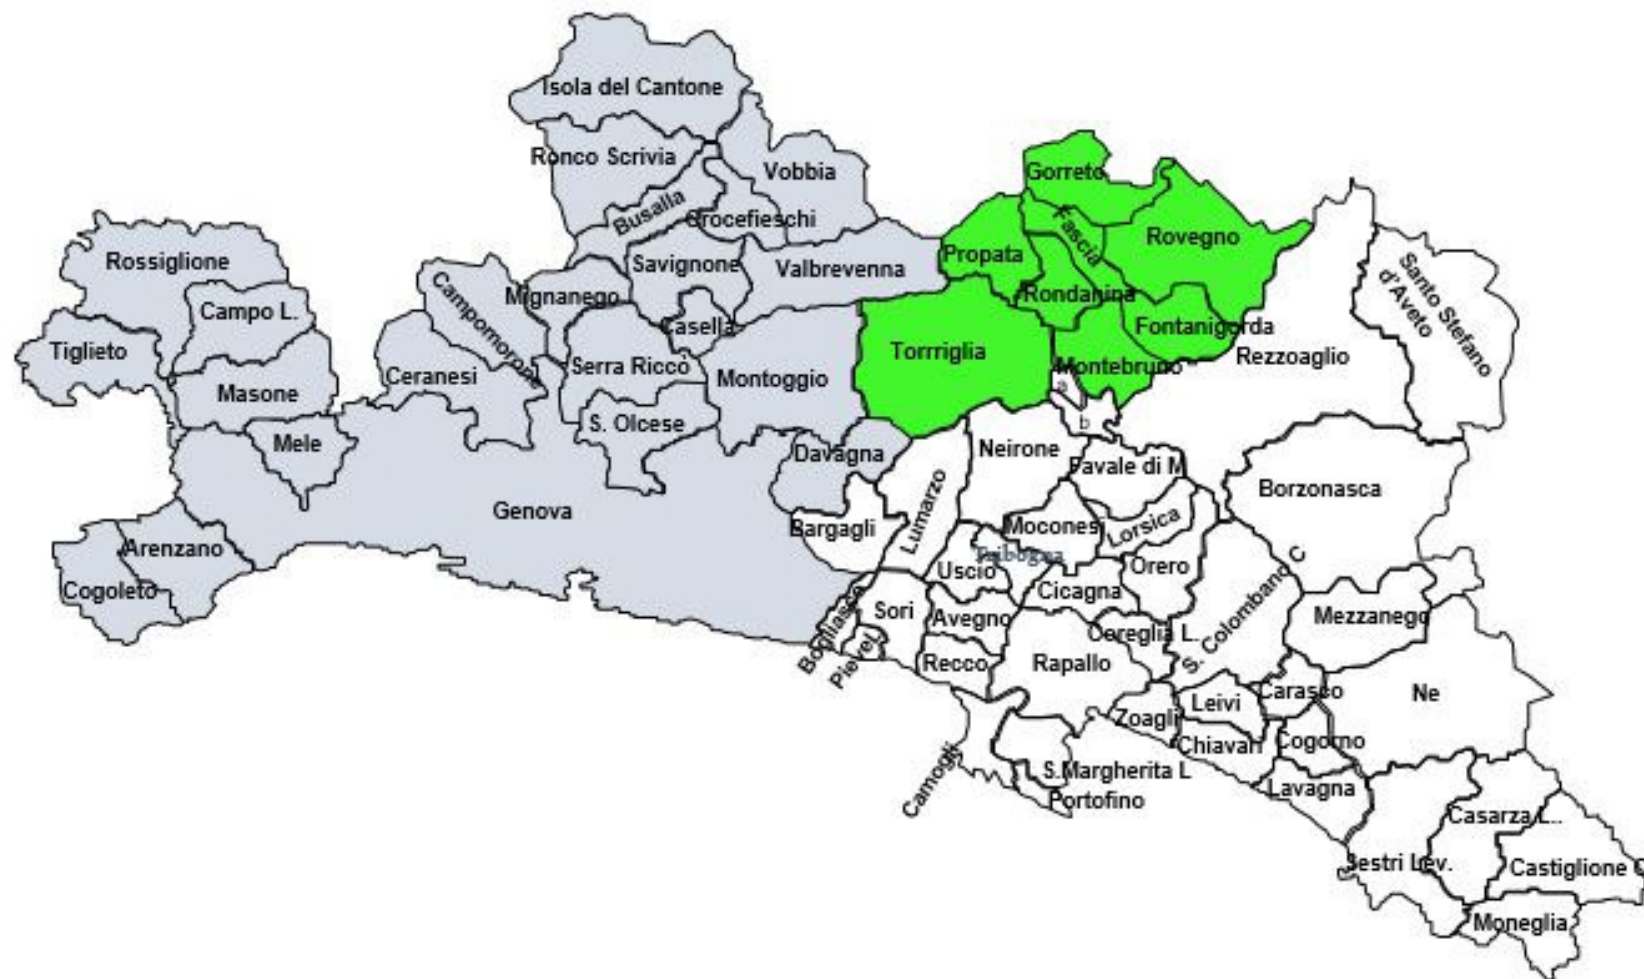 Isola del Cantone
Ronco Scrivia
Vobbia
Gorreto
Busalla
Crocefieschi
Fascia
Rovegno
Rossiglione
Savignone
Valbrevenna
Propata
Santo Stefano
d'Aveto
Campomorone
Mignanego
Rondanina
Campo L.
Casella
Fontanigorda
Tiglieto
Torrriglia
Rezzoaglio
Ceranesi
Serra Riccò
Montoggio
Montebruno
Masone
a
b
S. Olcese
Mele
Davagna
Neirone
Favale di M
Borzonasca
Genova
Bargagli
Lumarzo
Moconesi
Lorsica
Arenzano
Tribogna
Uscio
Orero
S. Colombano C
Cogoleto
Cicagna
Mezzanego
Bogliasco
Sori
Avegno
Coreglia L.
Pieve L
Recco
Rapallo
Carasco
Ne
Leivi
Zoagli
Chiavari
Cogorno
Camogli
S.Margherita L
Portofino
Lavagna
Casarza L..
Sestri Lev.
Castiglione C
Moneglia